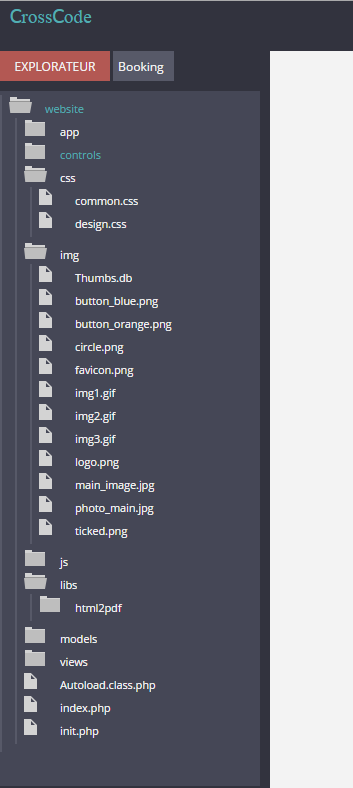 CrossCode
EXPLORATEUR Booking
website
app
controls
css
common.css
design.css
img
Thumbs.db
button_blue.png
button_orange.png
circle.png
favicon.png
img1.gif
img2.gif
img3.gif
logo.png
main_image.jpg
photo_main.jpg
ticked.png
js
libs
html2pdf
models
views
Autoload.class.php
index.php
init.php